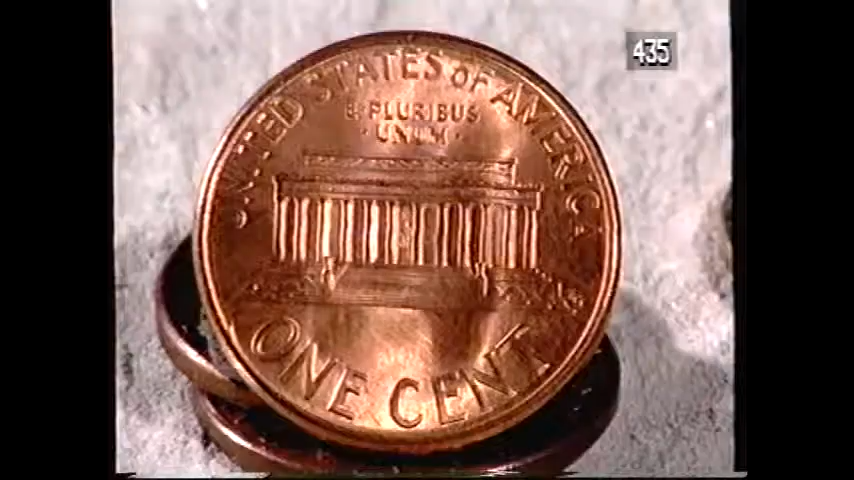 UNITED STATES OF AMERICA
E PLURIBUS
·UNUM·
ONE CENT
435